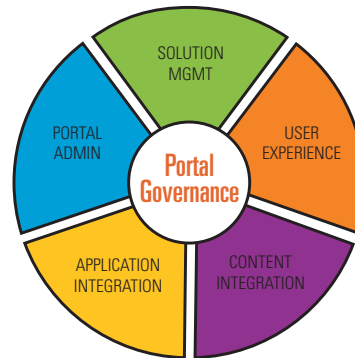 SOLUTION
MGMT
PORTAL
ADMIN
USER
EXPERIENCE
Portal
Governance
APPLICATION
INTEGRATION
CONTENT
INTEGRATION